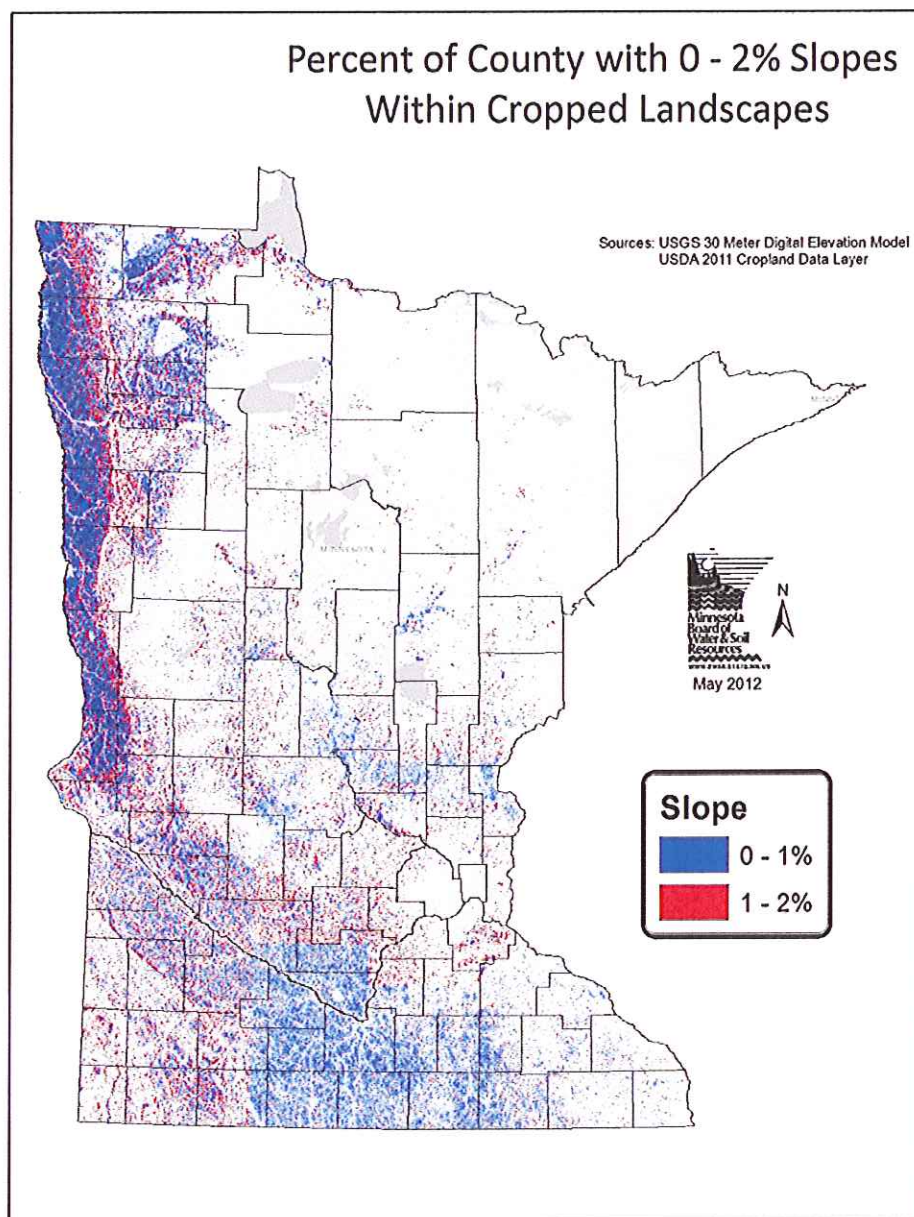 Percent of County with 0 - 2% Slopes
Within Cropped Landscapes
Sources: USGS 30 Meter Digital Elevation Model
USDA 2011 Cropland Data Layer
MINNESOTA
Minnesota
Board of
Water & Soil
Resources
N
May 2012
Slope
0 - 1%
1 - 2%